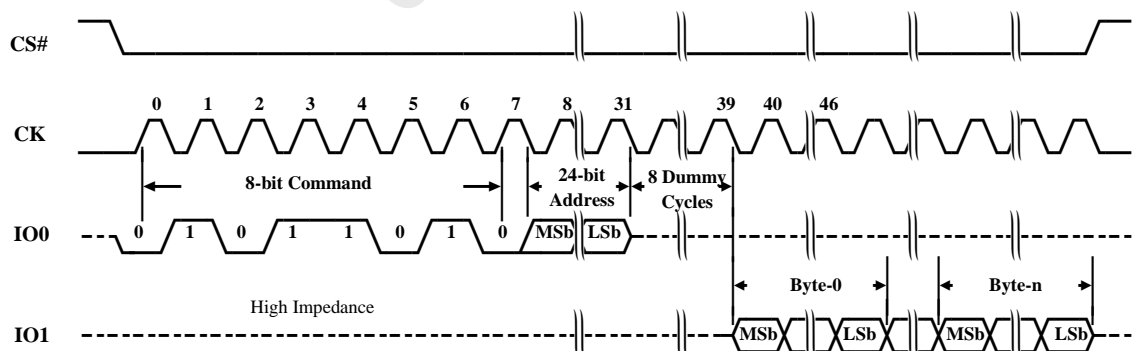 CS#
0 1 2 3 4 5 6 7 8 31 39 40 46
CK
8-bit Command
24-bit
Address
8 Dummy
Cycles
IO0
0 1 0 1 1 0 1 0 MSb LSb
Byte-0 Byte-n
High Impedance
IO1
MSb LSb MSb LSb